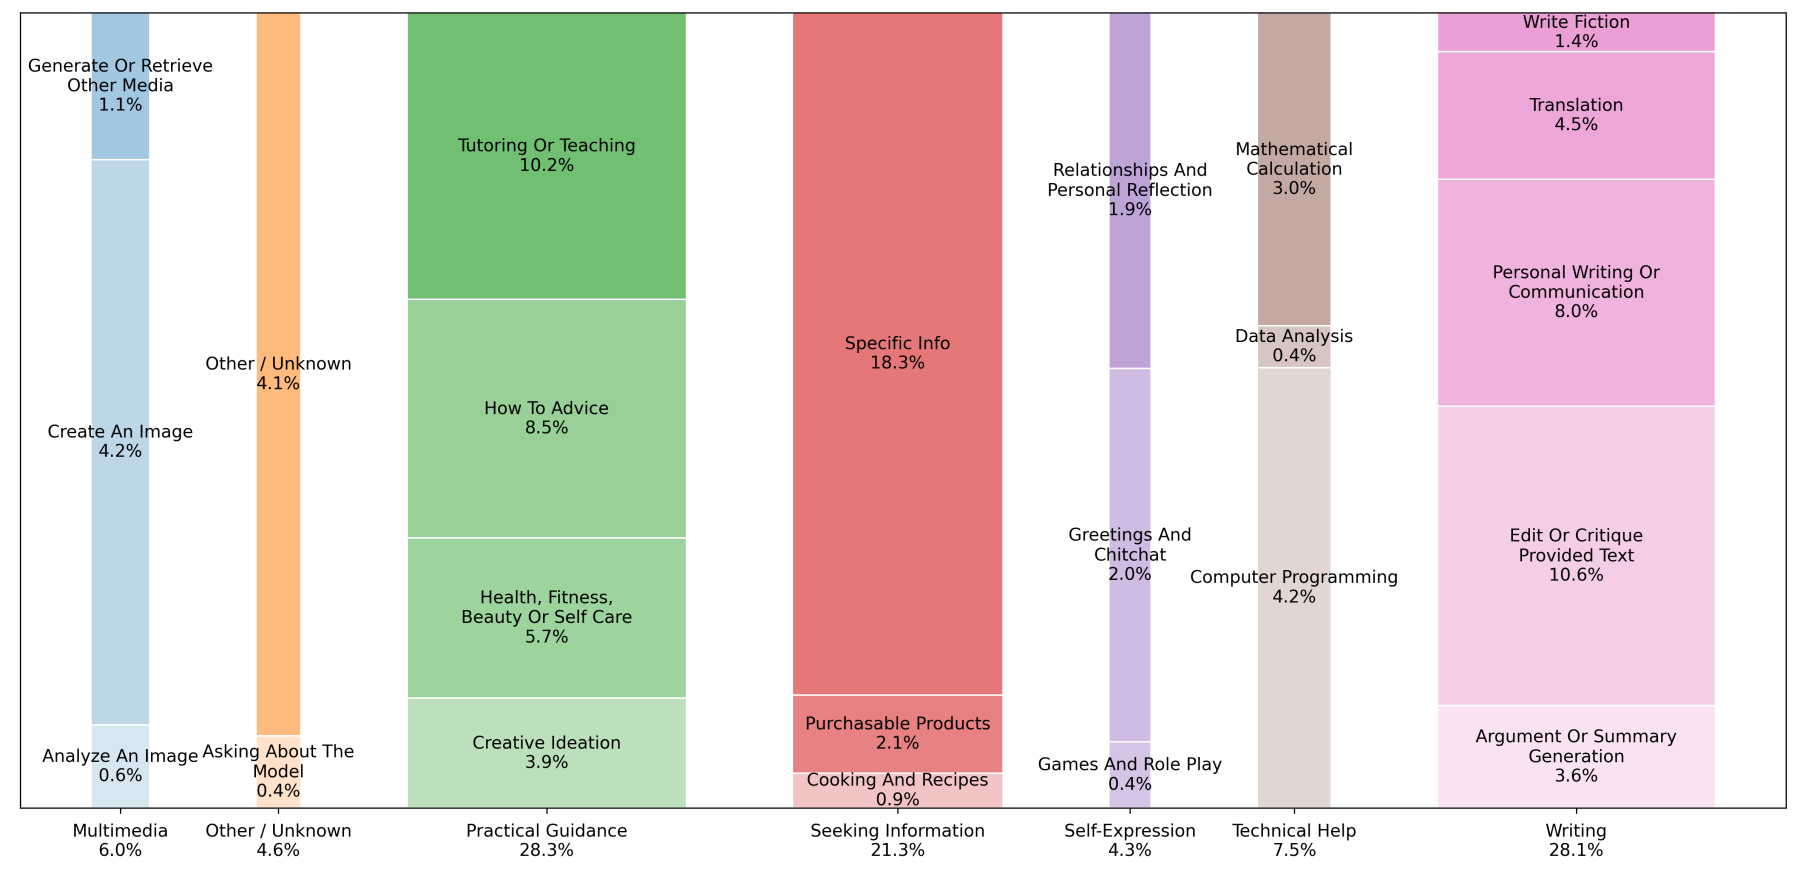 Generate Or Retrieve
Other Media
1.1%
Create An Image
4.2%
Analyze An Image
0.6%
Multimedia
6.0%
Other / Unknown
4.1%
Asking About The
Model
0.4%
Other / Unknown
4.6%
Tutoring Or Teaching
10.2%
How To Advice
8.5%
Health, Fitness,
Beauty Or Self Care
5.7%
Creative Ideation
3.9%
Practical Guidance
28.3%
Specific Info
18.3%
Purchasable Products
2.1%
Cooking And Recipes
0.9%
Seeking Information
21.3%
Relationships And
Personal Reflection
1.9%
Greetings And
Chitchat
2.0%
Games And Role Play
0.4%
Self-Expression
4.3%
Mathematical
Calculation
3.0%
Data Analysis
0.4%
Computer Programming
4.2%
Technical Help
7.5%
Write Fiction
1.4%
Translation
4.5%
Personal Writing Or
Communication
8.0%
Edit Or Critique
Provided Text
10.6%
Argument Or Summary
Generation
3.6%
Writing
28.1%